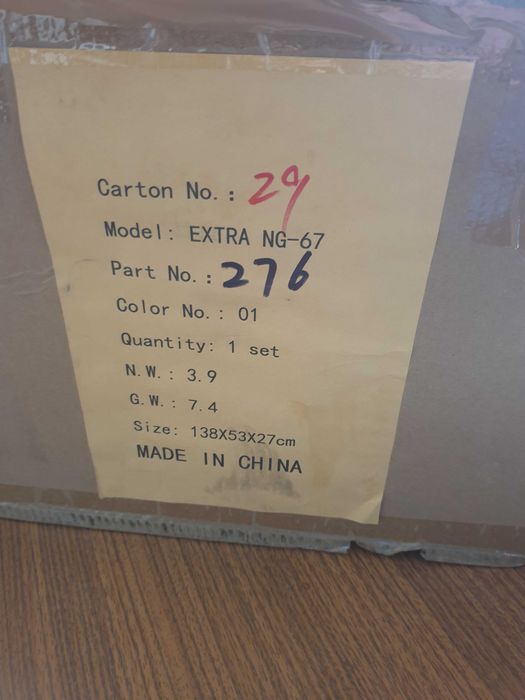 Carton No.: 29
Model: EXTRA NG-67
Part No.: 276
Color No.: 01
Quantity: 1 set
N.W.: 3.9
G.W.: 7.4
Size: 138X53X27cm
MADE IN CHINA